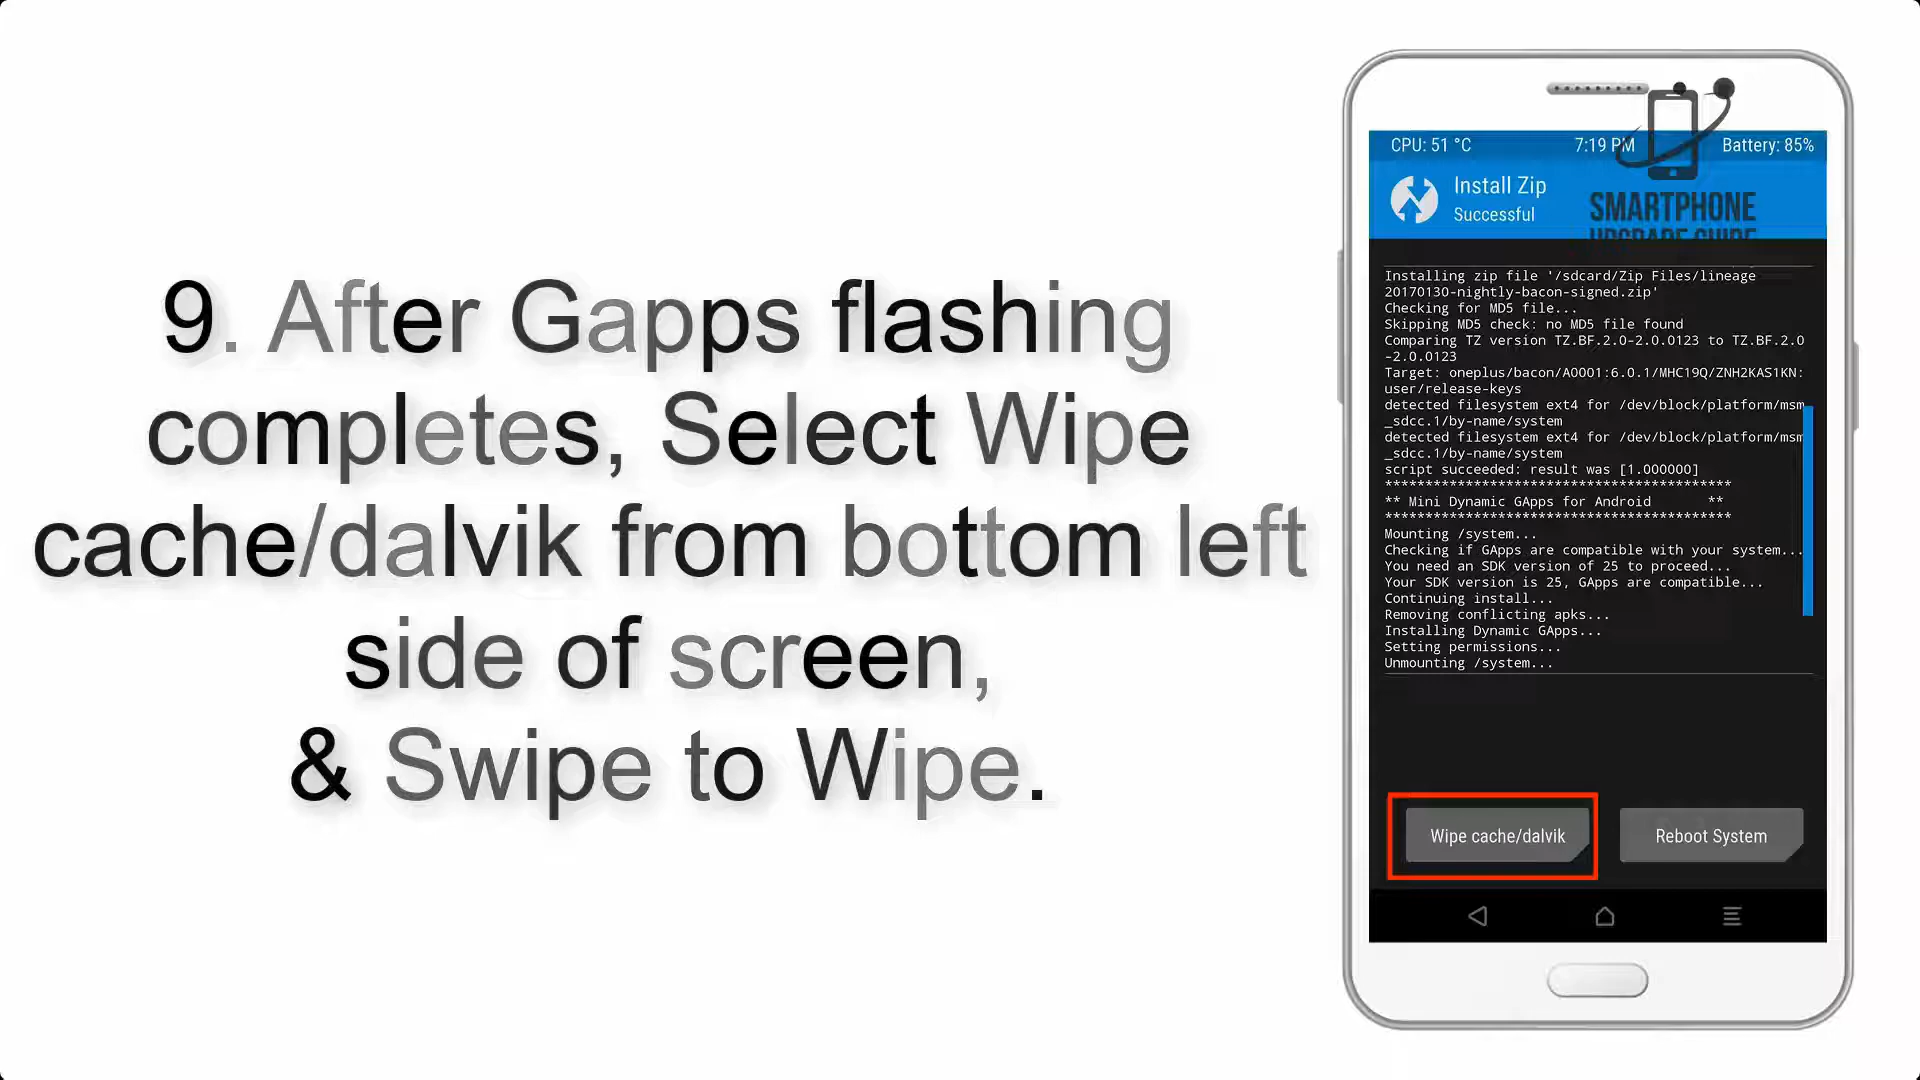 9. After Gapps flashing
completes, Select Wipe
cache/dalvik from bottom left
side of screen,
& Swipe to Wipe.
CPU: 51 °C 7:19 PM Battery: 85%
Install Zip
Successful
SMARTPHONE
UPGRADE GUIDE
Installing zip file '/sdcard/Zip Files/lineage
20170130-nightly-bacon-signed.zip'
Checking for MD5 file...
Skipping MD5 check: no MD5 file found
Comparing TZ version TZ.BF.2.0-2.0.0123 to TZ.BF.2.0
-2.0.0123
Target: oneplus/bacon/A0001:6.0.1/MHC19Q/ZNH2KAS1KN:
user/release-keys
detected filesystem ext4 for /dev/block/platform/msm
_sdcc.1/by-name/system
detected filesystem ext4 for /dev/block/platform/msm
_sdcc.1/by-name/system
script succeeded: result was [1.000000]
*******************************************
** Mini Dynamic GApps for Android **
*******************************************
Mounting /system...
Checking if GApps are compatible with your system...
You need an SDK version of 25 to proceed...
Your SDK version is 25, GApps are compatible...
Continuing install...
Removing conflicting apks...
Installing Dynamic GApps...
Setting permissions...
Unmounting /system...
Wipe cache/dalvik
Reboot System